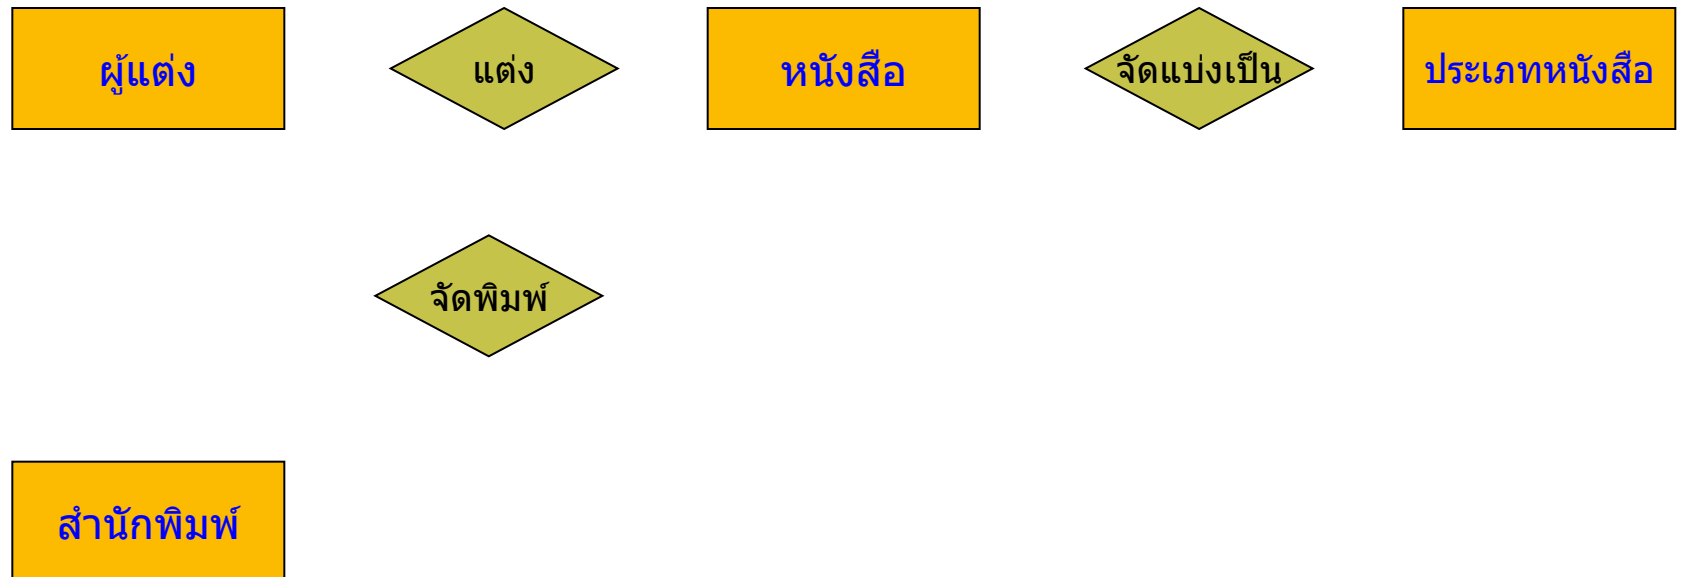 ผู้แต่ง
แต่ง
หนังสือ
จัดแบ่งเป็น
ประเภทหนังสือ
จัดพิมพ์
สำนักพิมพ์